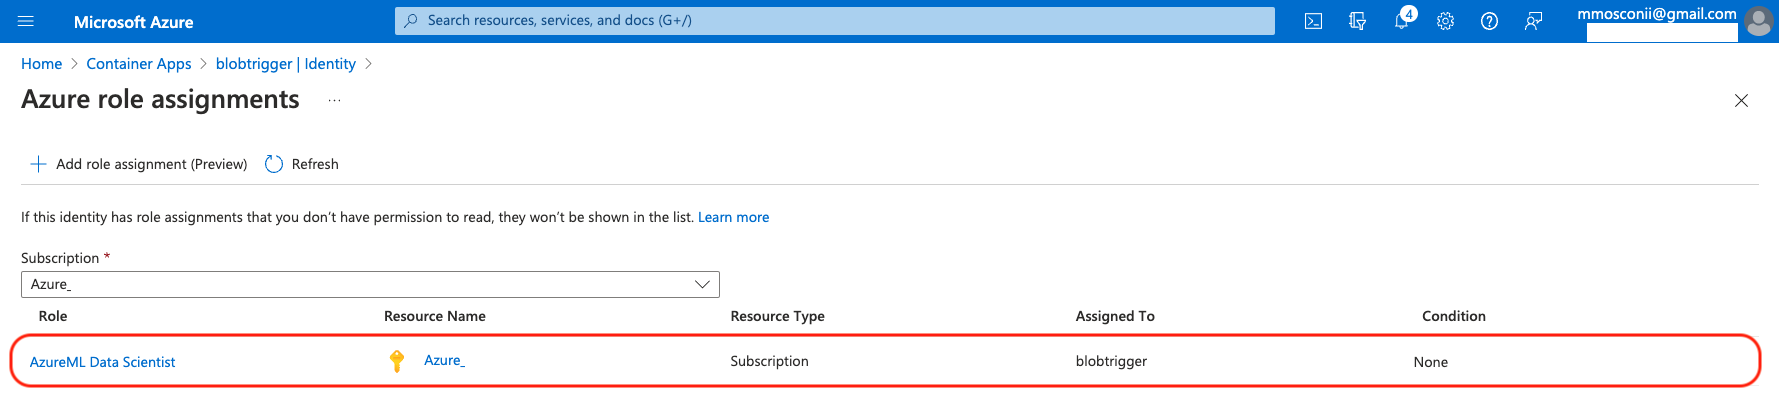 Microsoft Azure
Search resources, services, and docs (G+/)
4
mmosconii@gmail.com
Home > Container Apps > blobtrigger | Identity >
Azure role assignments ...
Add role assignment (Preview) Refresh
If this identity has role assignments that you don't have permission to read, they won't be shown in the list. Learn more
Subscription *
Azure_
Role Resource Name Resource Type Assigned To Condition
AzureML Data Scientist Azure_ Subscription blobtrigger None